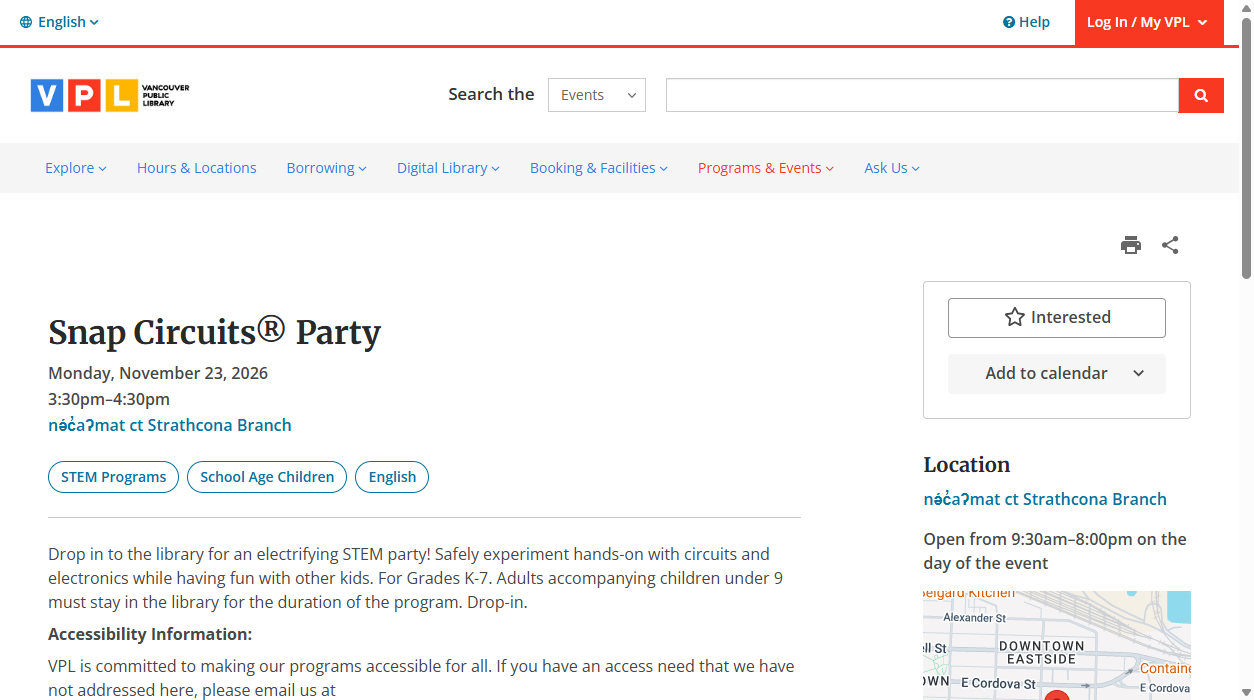 English
Help
Log In / My VPL
V P L VANCOUVER
PUBLIC
LIBRARY
Search the
Events
Explore
Hours & Locations
Borrowing
Digital Library
Booking & Facilities
Programs & Events
Ask Us
Snap Circuits® Party
Monday, November 23, 2026
3:30pm–4:30pm
nə́c̓aʔmat ct Strathcona Branch
STEM Programs
School Age Children
English
Drop in to the library for an electrifying STEM party! Safely experiment hands-on with circuits and
electronics while having fun with other kids. For Grades K-7. Adults accompanying children under 9
must stay in the library for the duration of the program. Drop-in.
Accessibility Information:
VPL is committed to making our programs accessible for all. If you have an access need that we have
not addressed here, please email us at
Interested
Add to calendar
Location
nə́c̓aʔmat ct Strathcona Branch
Open from 9:30am–8:00pm on the
day of the event
Belgard Kitchen
Alexander St
ll St
DOWNTOWN
EASTSIDE
Containe
OWN
E Cordova St
E Cordova